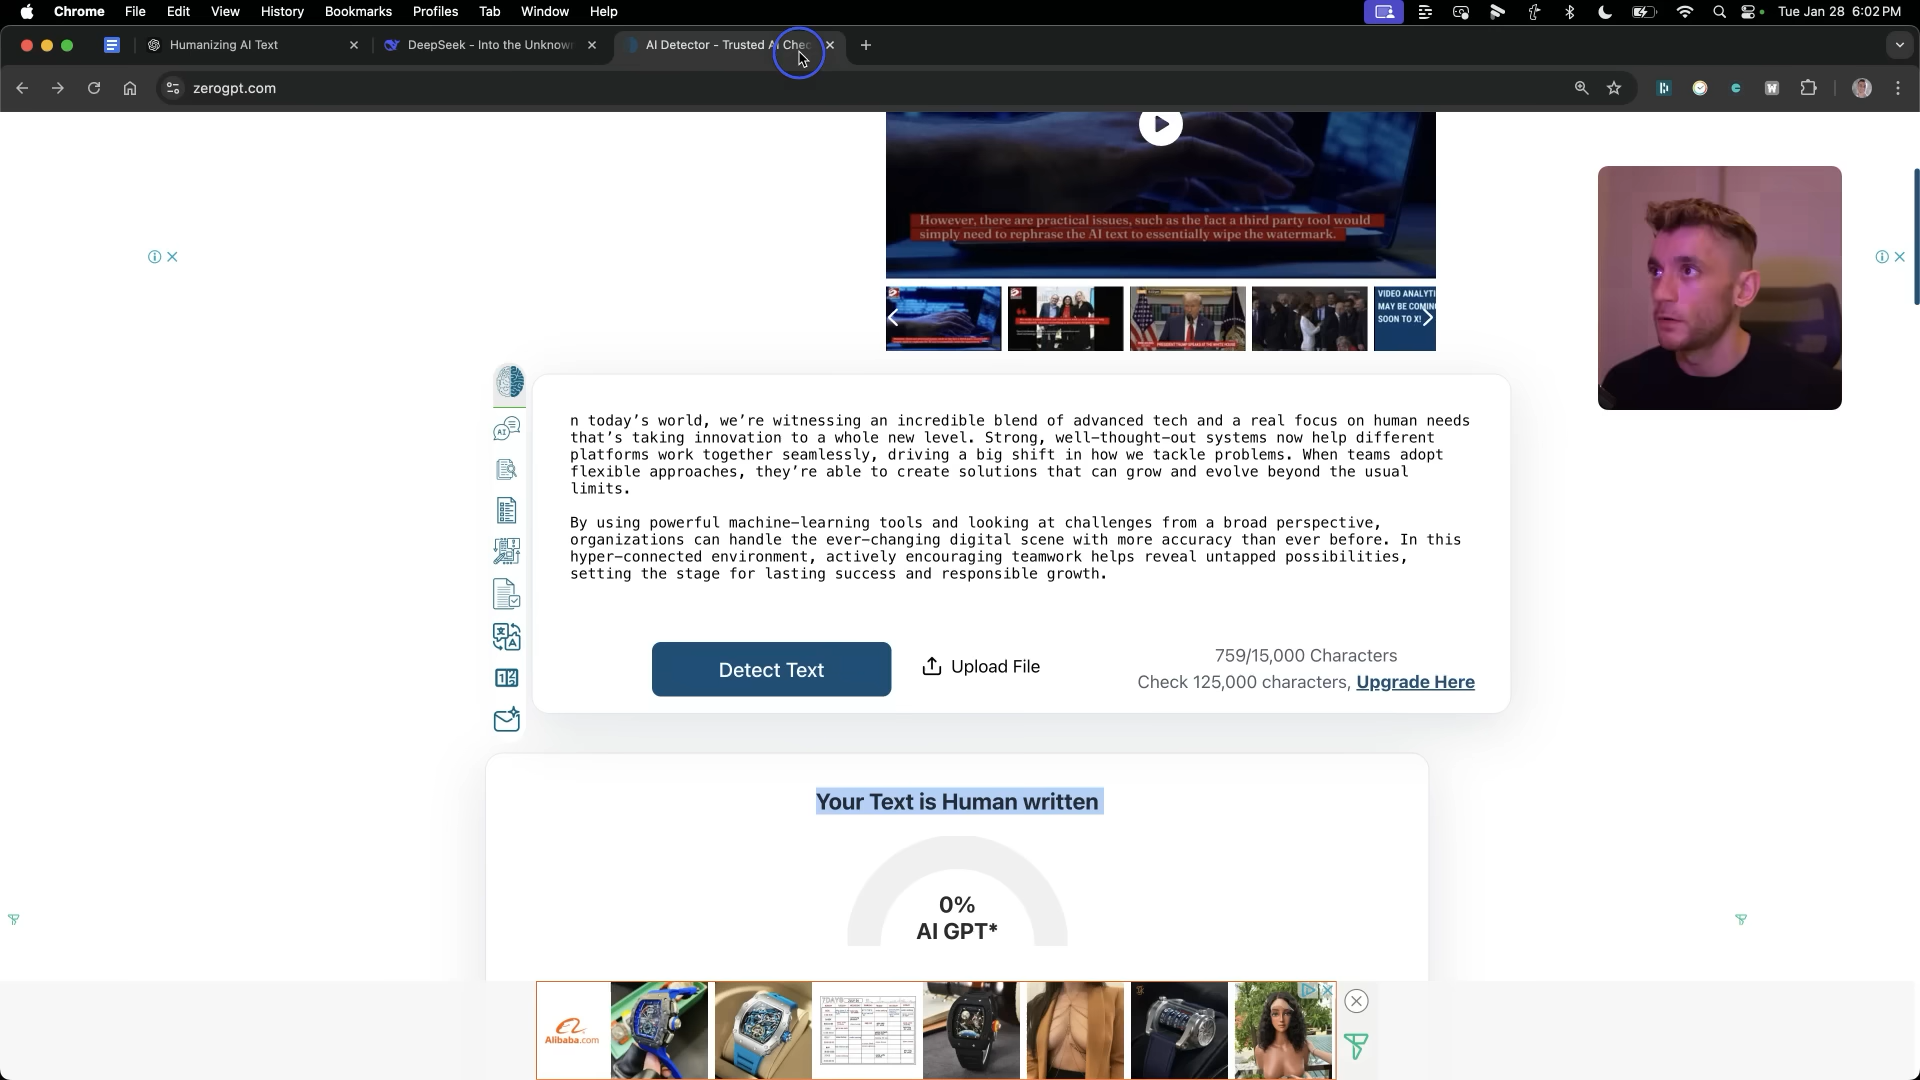 Chrome File Edit View History Bookmarks Profiles Tab Window Help Tue Jan 28 6:02 PM
Humanizing AI Text
DeepSeek - Into the Unknown
AI Detector - Trusted AI Chec
zerogpt.com
However, there are practical issues, such as the fact a third party tool would
simply need to rephrase the AI text to essentially wipe the watermark.
VIDEO ANALYTI
MAY BE COMIN
SOON TO X!
n today’s world, we’re witnessing an incredible blend of advanced tech and a real focus on human needs
that’s taking innovation to a whole new level. Strong, well-thought-out systems now help different
platforms work together seamlessly, driving a big shift in how we tackle problems. When teams adopt
flexible approaches, they’re able to create solutions that can grow and evolve beyond the usual
limits.
By using powerful machine-learning tools and looking at challenges from a broad perspective,
organizations can handle the ever-changing digital scene with more accuracy than ever before. In this
hyper-connected environment, actively encouraging teamwork helps reveal untapped possibilities,
setting the stage for lasting success and responsible growth.
Detect Text
Upload File
759/15,000 Characters
Check 125,000 characters, Upgrade Here
Your Text is Human written
0%
AI GPT*
Alibaba.com